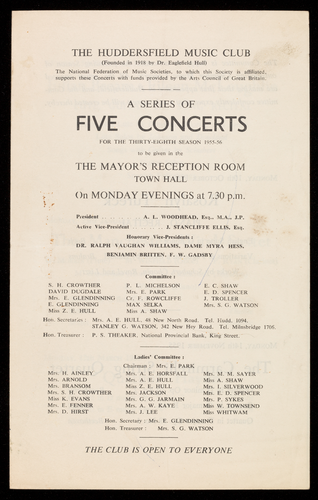 THE HUDDERSFIELD MUSIC CLUB
(Founded in 1918 by Dr. Eaglefield Hull)
The National Federation of Music Societies, to which this Society is affiliated,
supports these Concerts with funds provided by the Arts Council of Great Britain.
A SERIES OF
FIVE CONCERTS
FOR THE THIRTY-EIGHTH SEASON 1955-56
to be given in the
THE MAYOR'S RECEPTION ROOM
TOWN HALL
On MONDAY EVENINGS at 7.30 p.m.
President A. L. WOODHEAD, Esq., M.A., J.P.
Active Vice-President J. STANCLIFFE ELLIS, Esq.
Honorary Vice-Presidents :
DR. RALPH VAUGHAN WILLIAMS, DAME MYRA HESS,
BENJAMIN BRITTEN, F. W. GADSBY
Committee :
S. H. CROWTHER P. L. MICHELSON E. C. SHAW
DAVID DUGDALE Mrs. E. PARK E. D. SPENCER
Mrs. E. GLENDINNING Cr. F. ROWCLIFFE J. TROLLER
E. GLENDINNING MAX SELKA Mrs. S. G. WATSON
Miss Z. E. HULL Miss A. SHAW
Hon. Secretaries : Mrs. A. E. HULL, 48 New North Road. Tel. Hudd. 1094.
STANLEY G. WATSON, 342 New Hey Road. Tel. Milnsbridge 1706.
Hon. Treasurer : P. S. THEAKER, National Provincial Bank, King Street.
Ladies' Committee :
Chairman : Mrs. E. PARK
Mrs. H. AINLEY Mrs. A. E. HORSFALL Mrs. M. M. SAYER
Mrs. ARNOLD Mrs. A. E. HULL Miss A. SHAW
Mrs. BRANSOM Miss Z. E. HULL Mrs. I. SILVERWOOD
Mrs. S. H. CROWTHER Mrs. JACKSON Mrs. E. D. SPENCER
Miss K. EVANS Mrs. G. G. JARMAIN Mrs. P. SYKES
Mrs. E. FENNER Mrs. A. W. KAYE Miss W. TOWNSEND
Mrs. D. HIRST Mrs. J. LEE Miss WHITWAM
Hon. Secretary : Mrs. E. GLENDINNING
Hon. Treasurer : Mrs. S. G. WATSON
THE CLUB IS OPEN TO EVERYONE